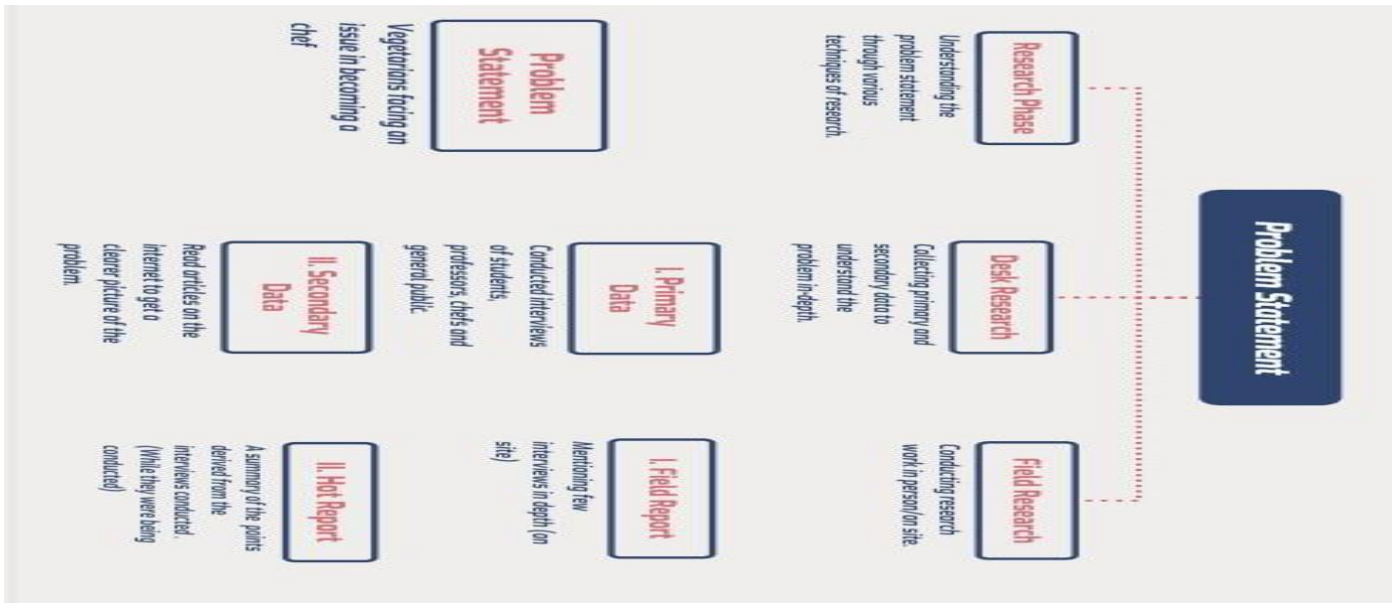 Problem Statement
Research Phase
Understanding the
problem statement
through various
techniques of research.
Problem
Statement
Vegetarians facing an
issue in becoming a
chef
Desk Research
Collecting primary and
secondary data to
understand the
problem in-depth.
I. Primary
Data
Conducted interviews
of students,
professors, chefs and
general public.
II. Secondary
Data
Read articles on the
internet to get a
clearer picture of the
problem.
Field Research
Conducting research
work in person/on site.
I. Field Report
Mentioning few
interviews in depth (on
site)
II. Hot Report
A summary of the points
derived from the
interviews conducted.
(While they were being
conducted)